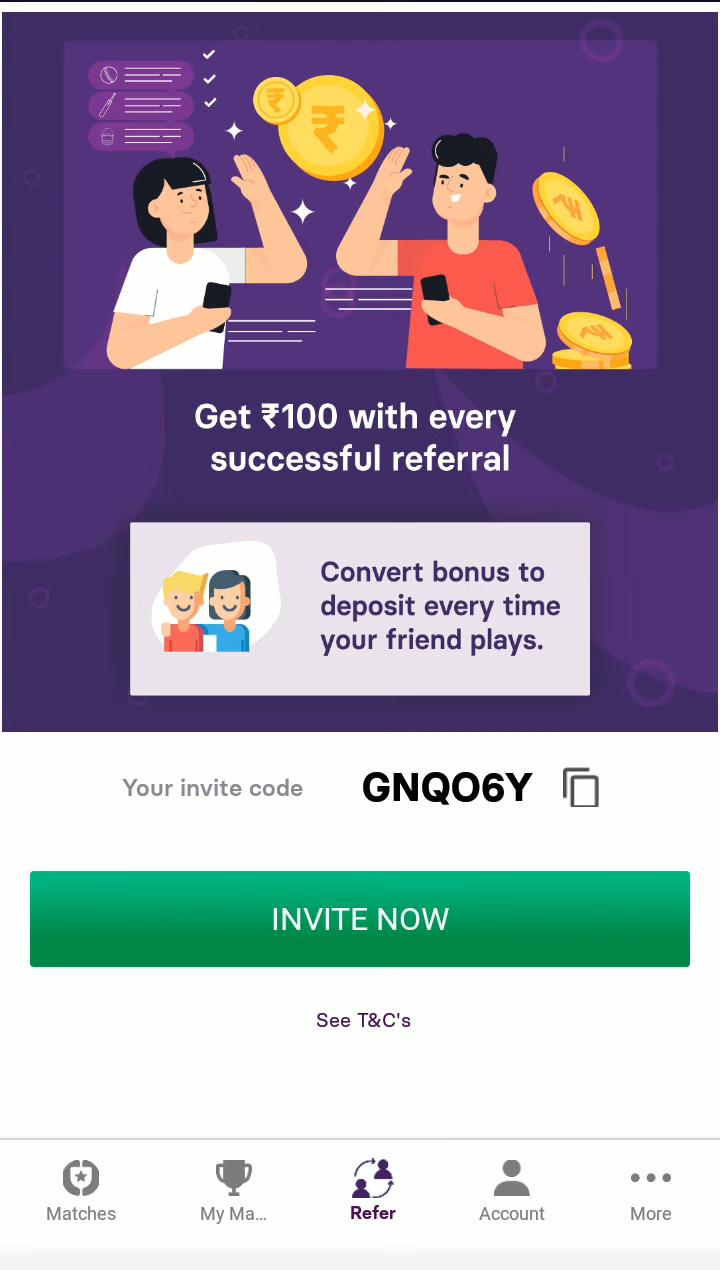 Get ₹100 with every
successful referral
Convert bonus to
deposit every time
your friend plays.
Your invite code GNQO6Y
INVITE NOW
See T&C's
Matches My Ma... Refer Account More